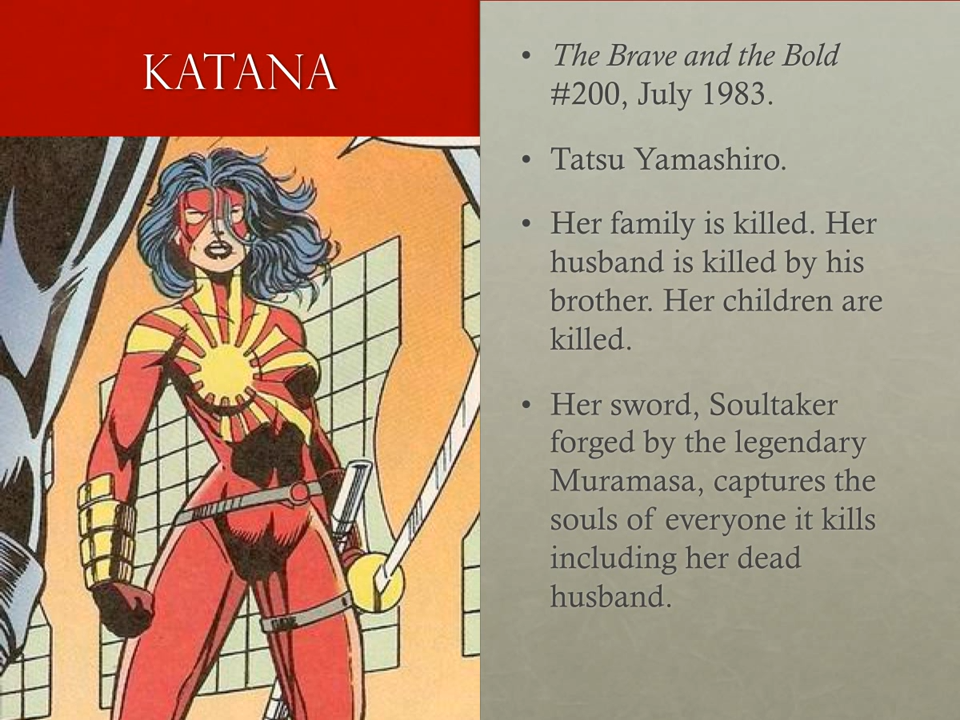 KATANA
• The Brave and the Bold
#200, July 1983.
• Tatsu Yamashiro.
• Her family is killed. Her
husband is killed by his
brother. Her children are
killed.
• Her sword, Soultaker
forged by the legendary
Muramasa, captures the
souls of everyone it kills
including her dead
husband.